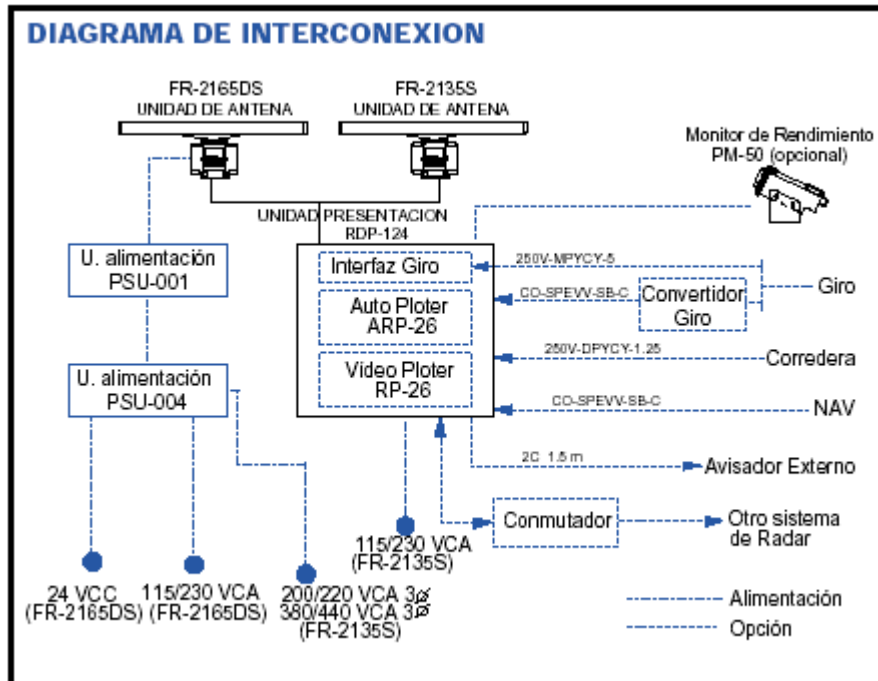 DIAGRAMA DE INTERCONEXION
FR-2165DS
UNIDAD DE ANTENA
FR-2135S
UNIDAD DE ANTENA
Monitor de Rendimiento
PM-50 (opcional)
UNIDAD PRESENTACION
RDP-124
U. alimentación
PSU-001
Interfaz Giro
250V-MPYCY-5
Giro
Auto Ploter
ARP-26
CO-SPEVV-SB-C
Convertidor
Giro
Video Ploter
RP-26
250V-DPYCY-1.25
Corredera
U. alimentación
PSU-004
CO-SPEVV-SB-C
NAV
2C 1.5 m
Avisador Externo
Conmutador
Otro sistema
de Radar
115/230 VCA
(FR-2135S)
24 VCC
(FR-2165DS)
115/230 VCA
(FR-2165DS)
200/220 VCA 3ø
380/440 VCA 3ø
(FR-2135S)
Alimentación
Opción